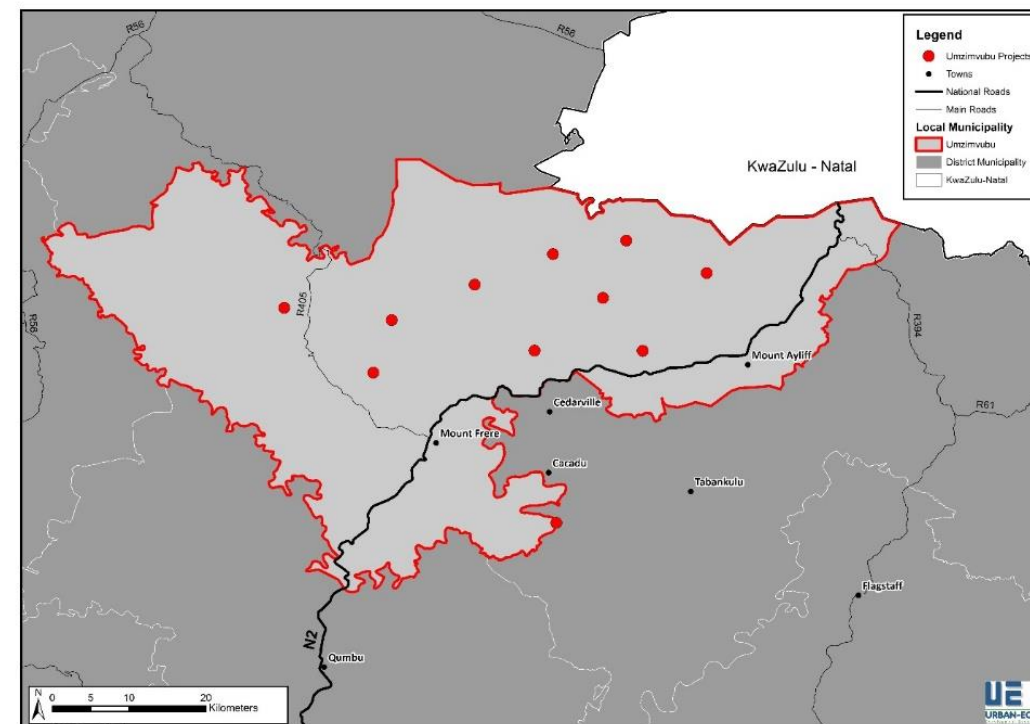 R56
R56
Legend
Umzimvubu Projects
Towns
National Roads
Main Roads
Local Municipality
Umzimvubu
District Municipality
KwaZulu-Natal
KwaZulu - Natal
R405
R56
R394
Mount Ayliff
R61
Cedarville
Mount Frere
Cacadu
Tabankulu
Flagstaff
N2
Qumbu
N
0 5 10 20
Kilometers
UE
URBAN-EC